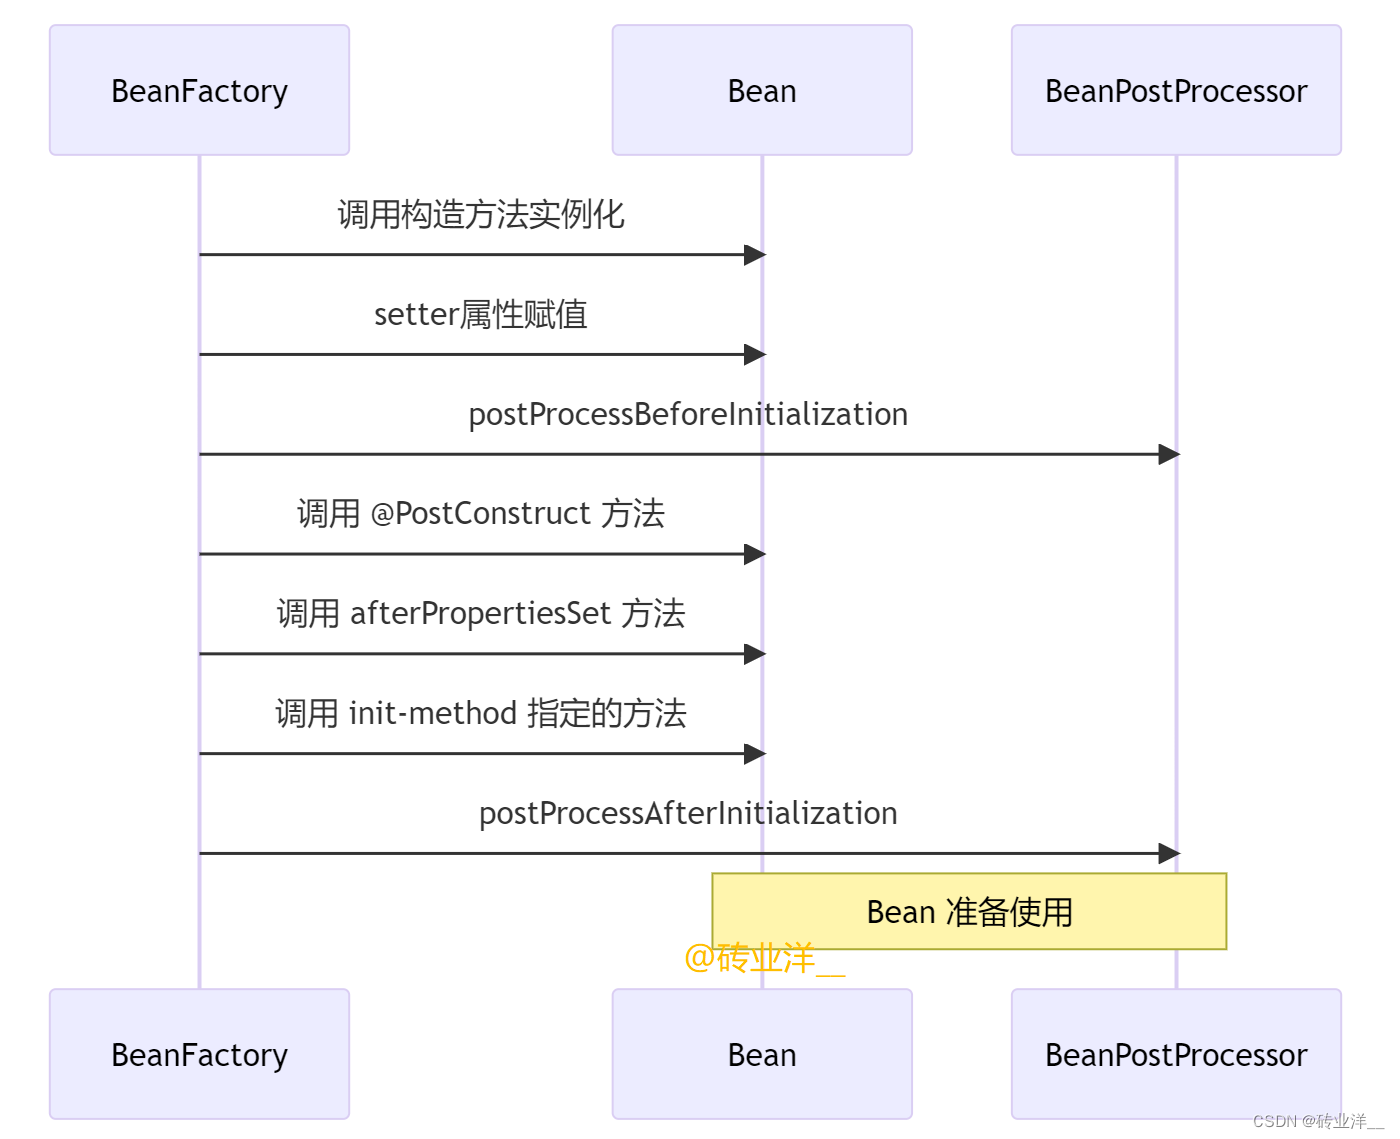 BeanFactory
Bean
BeanPostProcessor
调用构造方法实例化
setter属性赋值
postProcessBeforeInitialization
调用 @PostConstruct 方法
调用 afterPropertiesSet 方法
调用 init-method 指定的方法
postProcessAfterInitialization
Bean 准备使用
@砖业洋__
BeanFactory
Bean
BeanPostProcessor
CSDN @砖业洋__